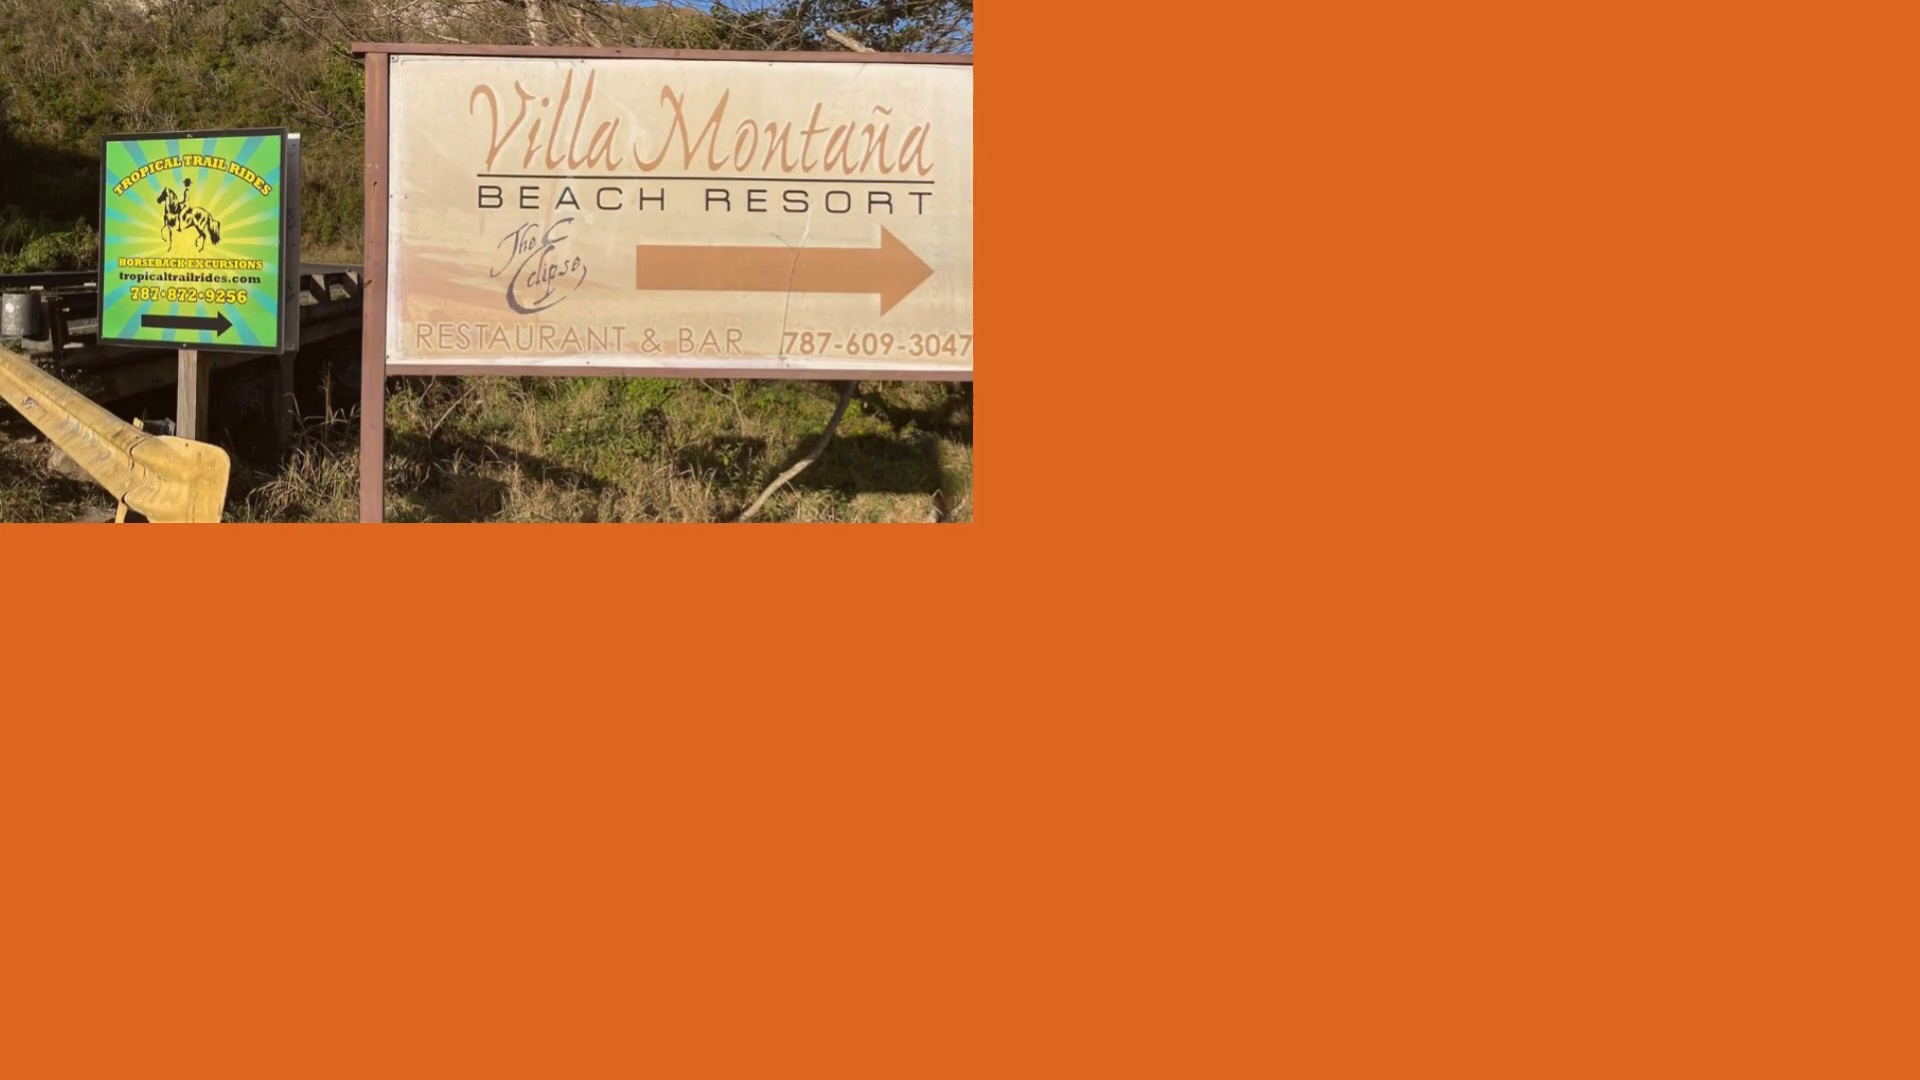 TROPICAL TRAIL RIDES
HORSEBACK EXCURSIONS
tropicaltrailrides.com
787•872•9256
Villa Montaña
BEACH RESORT
The Eclipse
RESTAURANT & BAR 787-609-3047